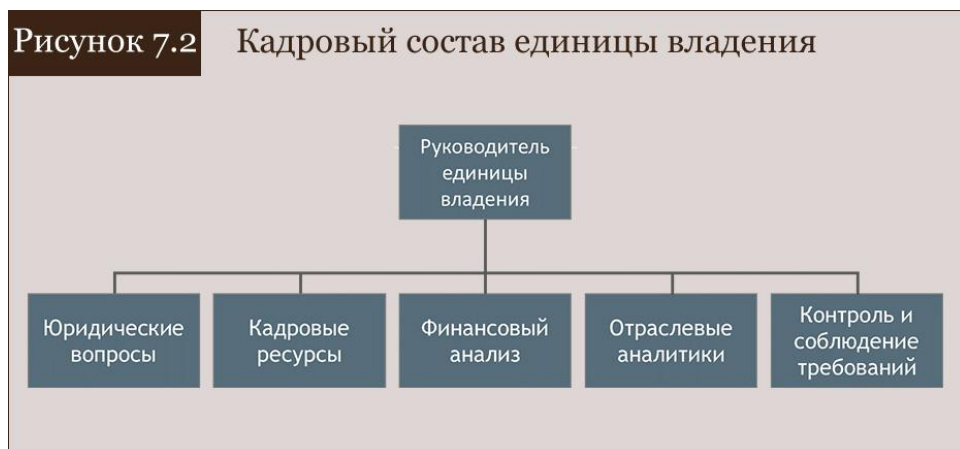 Рисунок 7.2 Кадровый состав единицы владения
Руководитель
единицы
владения
Юридические
вопросы
Кадровые
ресурсы
Финансовый
анализ
Отраслевые
аналитики
Контроль и
соблюдение
требований